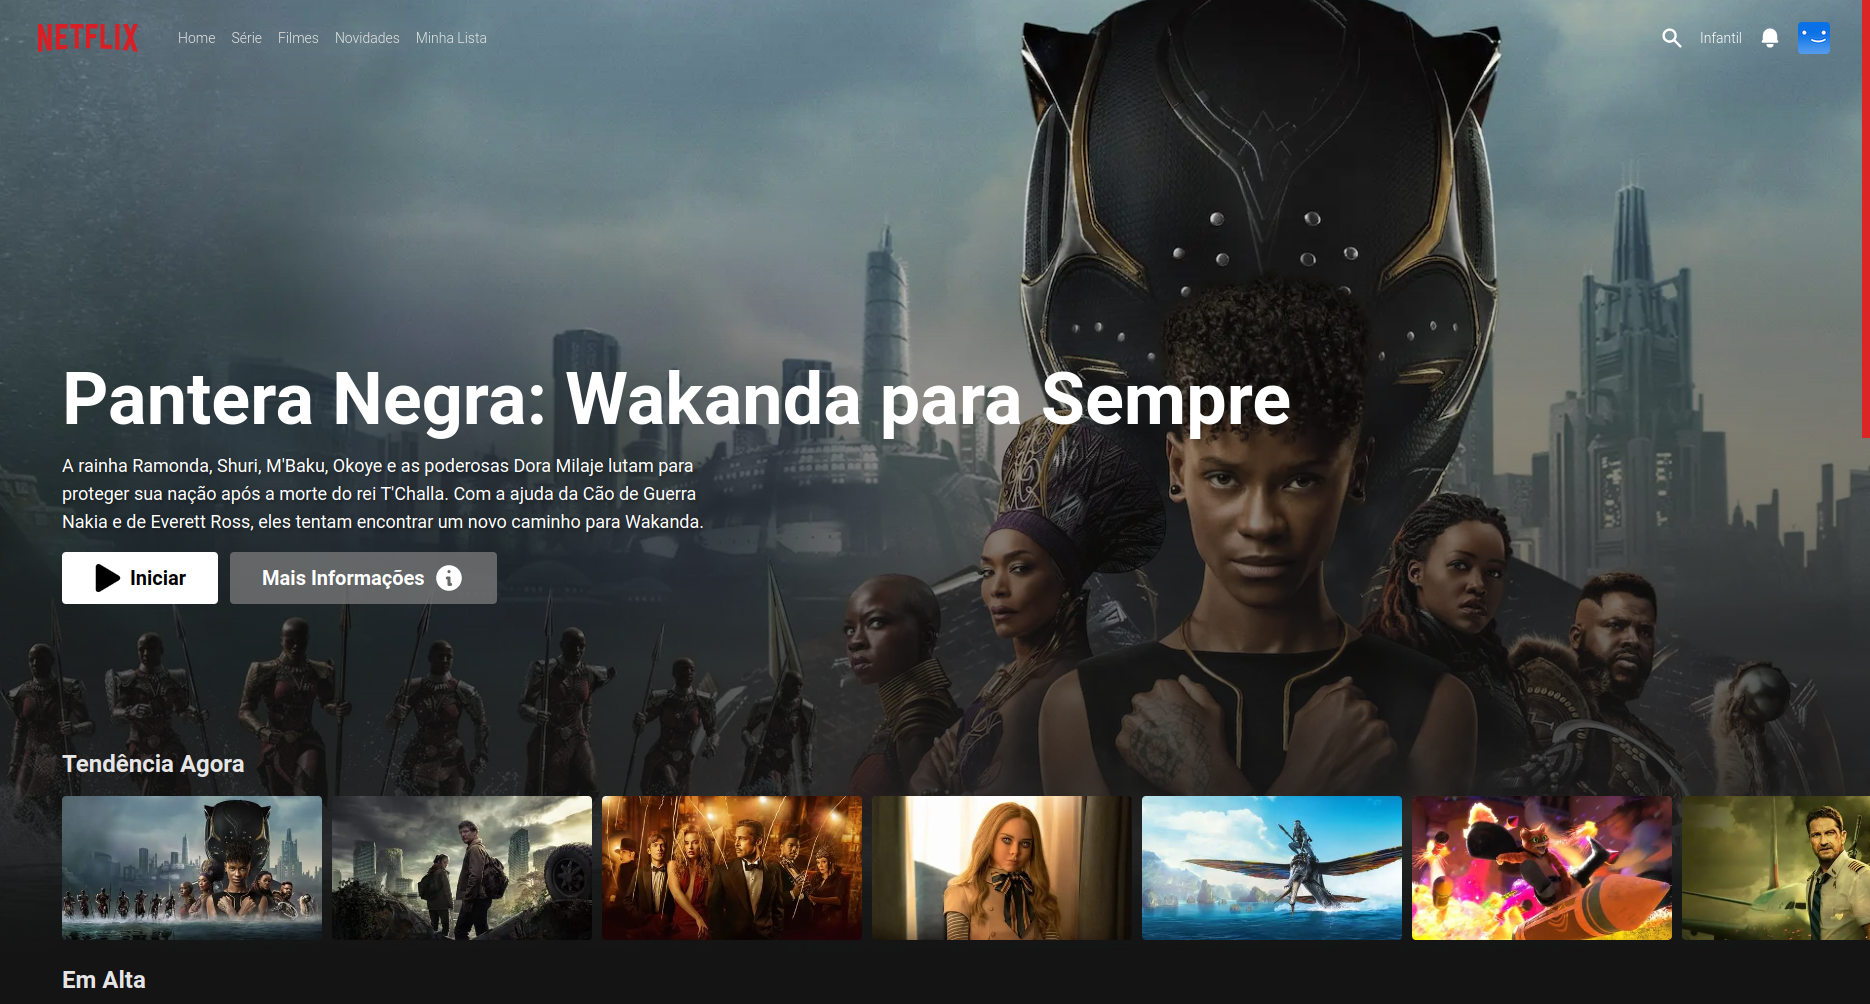 NETFLIX
Home Série Filmes Novidades Minha Lista
Infantil
Pantera Negra: Wakanda para Sempre
A rainha Ramonda, Shuri, M'Baku, Okoye e as poderosas Dora Milaje lutam para
proteger sua nação após a morte do rei T'Challa. Com a ajuda da Cão de Guerra
Nakia e de Everett Ross, eles tentam encontrar um novo caminho para Wakanda.
Iniciar
Mais Informações
Tendência Agora
Em Alta